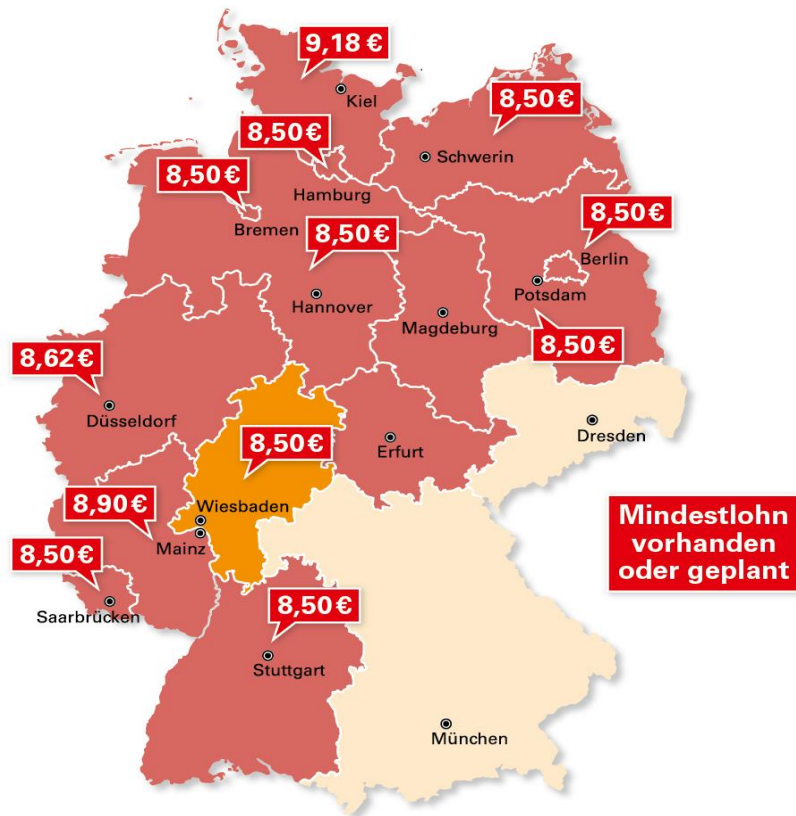 9,18 €
Kiel
8,50 €
8,50 €
Schwerin
8,50 €
Hamburg
Bremen
8,50 €
8,50 €
Berlin
Hannover
Potsdam
Magdeburg
8,50 €
8,62 €
Düsseldorf
Dresden
8,50 €
Erfurt
8,90 €
Wiesbaden
Mainz
Mindestlohn
vorhanden
oder geplant
8,50 €
Saarbrücken
8,50 €
Stuttgart
München